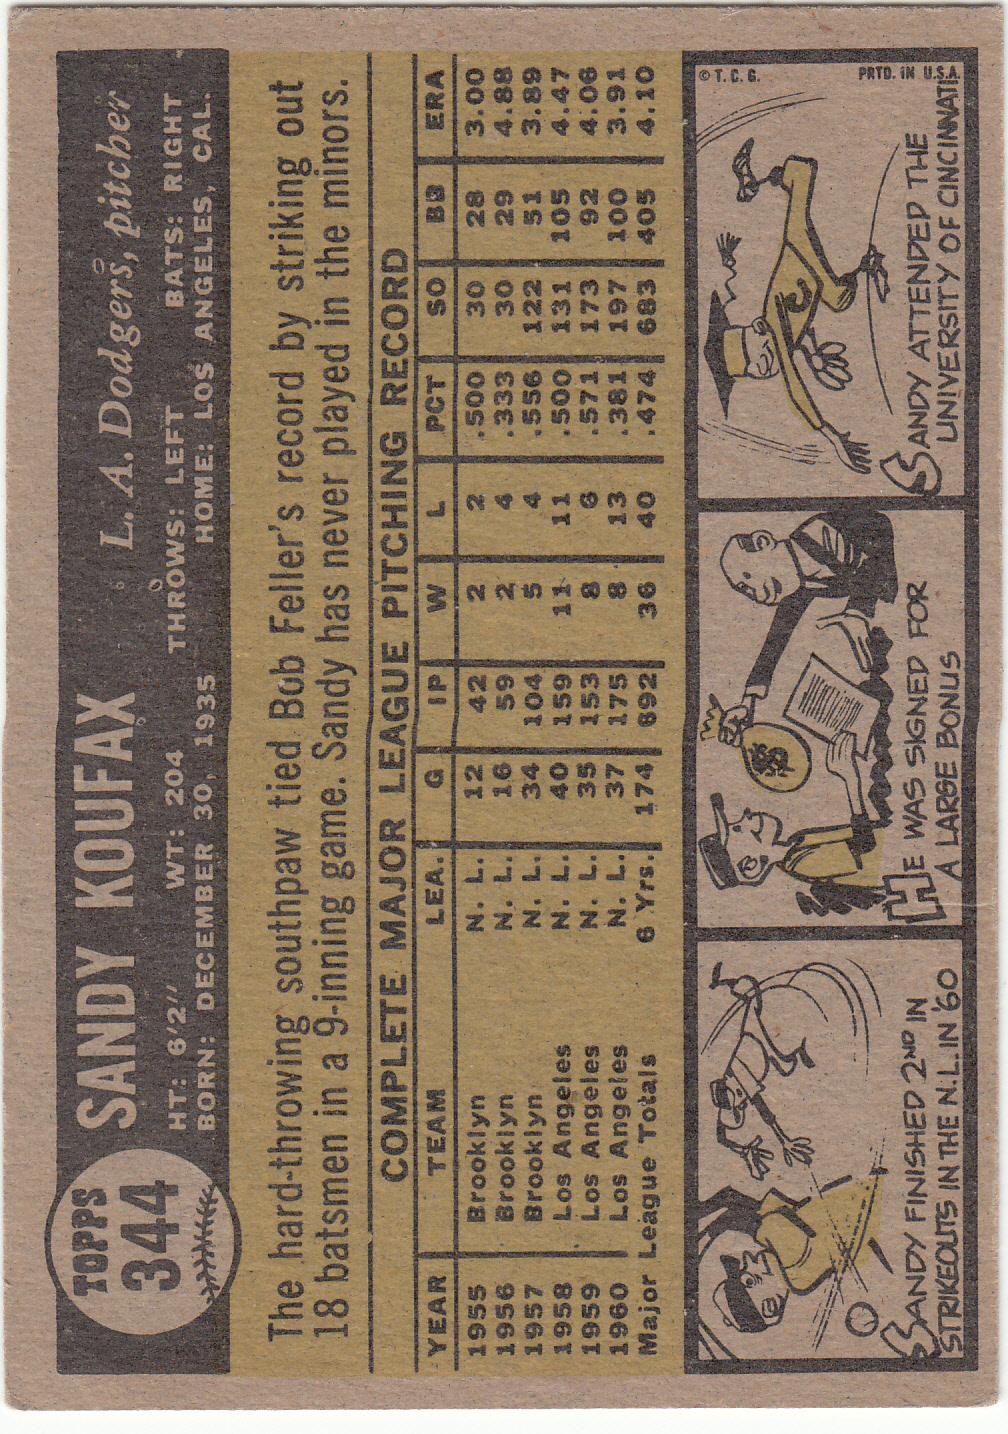 TOPPS
344
SANDY KOUFAX L. A. Dodgers, pitcher
HT: 6'2" WT: 204 THROWS: LEFT BATS: RIGHT
BORN: DECEMBER 30, 1935 HOME: LOS ANGELES, CAL.
The hard-throwing southpaw tied Bob Feller's record by striking out
18 batsmen in a 9-inning game. Sandy has never played in the minors.
COMPLETE MAJOR LEAGUE PITCHING RECORD
YEAR TEAM LEA. G IP W L PCT SO BB ERA
1955 Brooklyn N. L. 12 42 2 2 .500 30 28 3.00
1956 Brooklyn N. L. 16 59 2 4 .333 30 29 4.88
1957 Brooklyn N. L. 34 104 5 4 .556 122 51 3.89
1958 Los Angeles N. L. 40 159 11 11 .500 131 105 4.47
1959 Los Angeles N. L. 35 153 8 6 .571 173 92 4.06
1960 Los Angeles N. L. 37 175 8 13 .381 197 100 3.91
Major League Totals 6 Yrs. 174 692 36 40 .474 683 405 4.10
SANDY FINISHED 2ND IN
STRIKEOUTS IN THE N.L. IN '60
$
HE WAS SIGNED FOR
A LARGE BONUS
© T. C. G.
PRTD. IN U.S.A.
C
SANDY ATTENDED THE
UNIVERSITY OF CINCINNATI